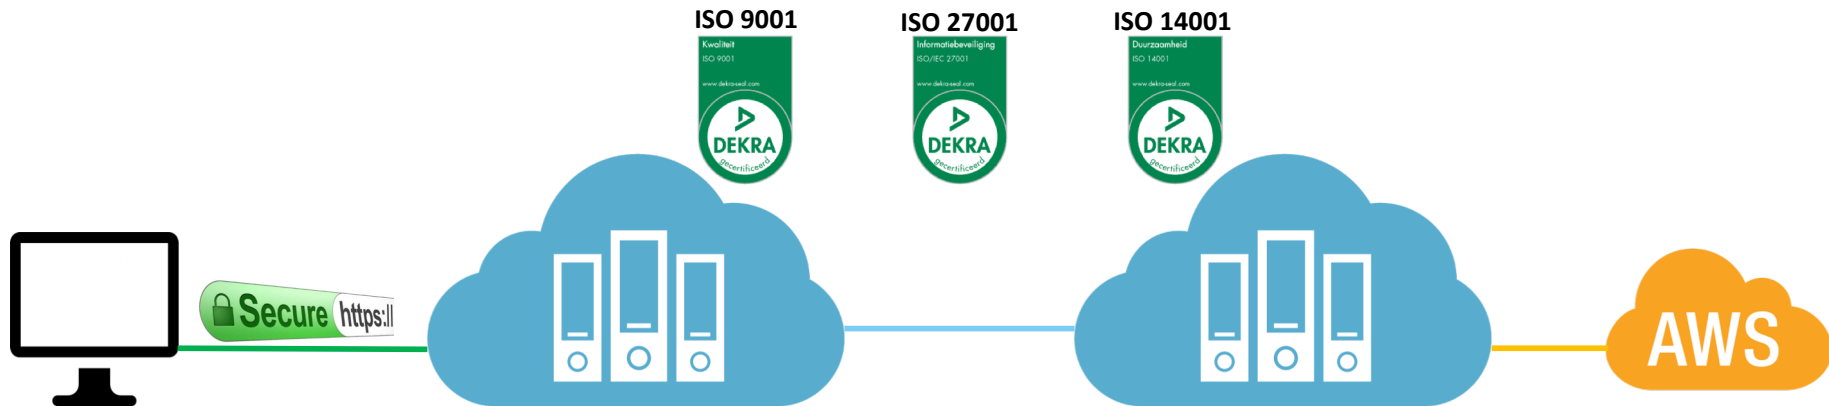 ISO 9001
ISO 27001
ISO 14001
Kwaliteit
ISO 9001
www.dekra-seal.com
DEKRA
gecertificeerd
Informatiebeveiliging
ISO/IEC 27001
www.dekra-seal.com
DEKRA
gecertificeerd
Duurzaamheid
ISO 14001
www.dekra-seal.com
DEKRA
gecertificeerd
Secure https://
AWS